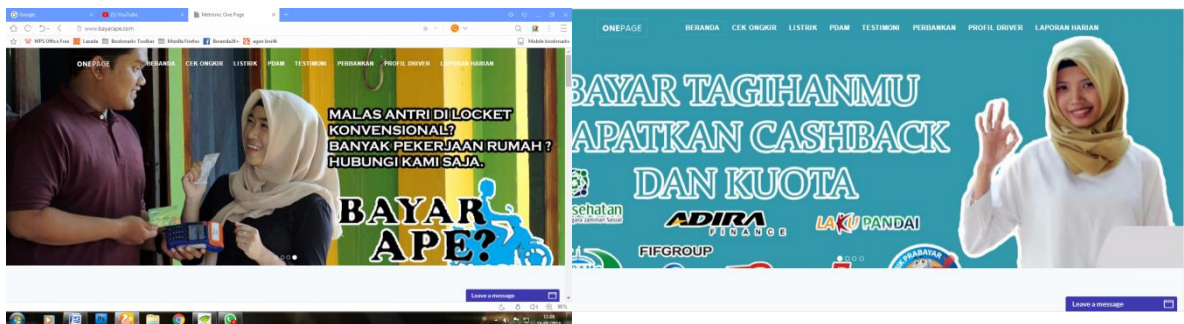 Google
(1) YouTube
Metronic One Page
www.bayarape.com
WPS Office Free
Lazada
Bookmarks Toolbar
Mozilla Firefox
Mobile bookmarks
ONEPAGE
BERANDA CEK ONGKIR LISTRIK PDAM TESTIMONI PERBANKAN PROFIL DRIVER LAPORAN HARIAN
MALAS ANTRI DI LOCKET
KONVENSIONAL?
BANYAK PEKERJAAN RUMAH ?
HUBUNGI KAMI SAJA.
BAYAR
APE?
Leave a message
ONEPAGE
BERANDA CEK ONGKIR LISTRIK PDAM TESTIMONI PERBANKAN PROFIL DRIVER LAPORAN HARIAN
BAYAR TAGIHANMU
APATKAN CASHBACK
DAN KUOTA
sehatan
ADIRA
FINANCE
LAKU PANDAI
FIFGROUP
PRABAYAR
Leave a message